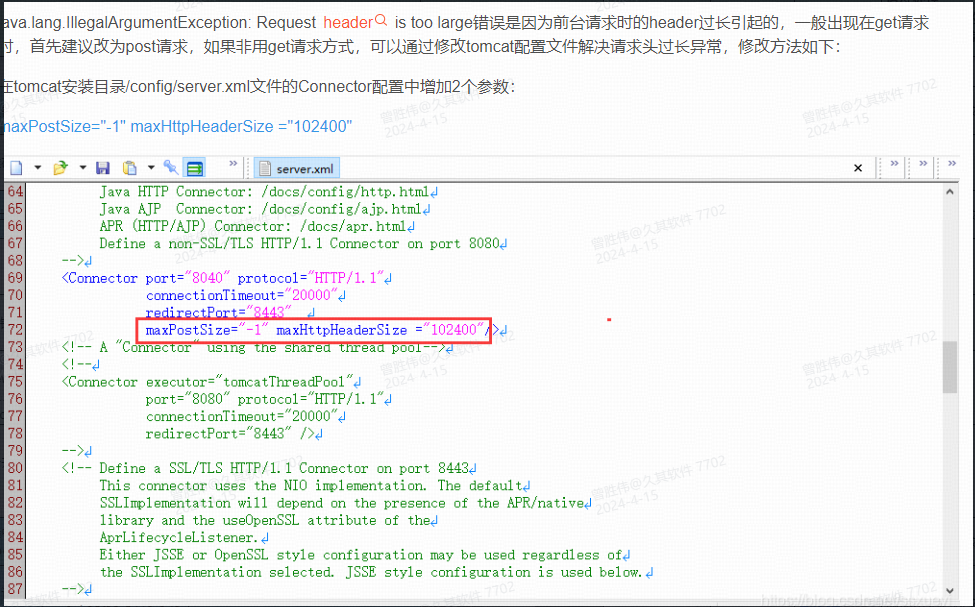 ava.lang.IllegalArgumentException: Request header is too large错误是因为前台请求时的header过长引起的，一般出现在get请求
时，首先建议改为post请求，如果非用get请求方式，可以通过修改tomcat配置文件解决请求头过长异常，修改方法如下：
在tomcat安装目录/config/server.xml文件的Connector配置中增加2个参数：
maxPostSize="-1" maxHttpHeaderSize ="102400"
server.xml
64 Java HTTP Connector: /docs/config/http.html
65 Java AJP  Connector: /docs/config/ajp.html
66 APR (HTTP/AJP) Connector: /docs/apr.html
67 Define a non-SSL/TLS HTTP/1.1 Connector on port 8080
68 -->
69 <Connector port="8040" protocol="HTTP/1.1"
70 connectionTimeout="20000"
71 redirectPort="8443"
72 maxPostSize="-1" maxHttpHeaderSize ="102400"/>
73 <!-- A "Connector" using the shared thread pool-->
74 <!--
75 <Connector executor="tomcatThreadPool"
76 port="8080" protocol="HTTP/1.1"
77 connectionTimeout="20000"
78 redirectPort="8443" />
79 -->
80 <!-- Define a SSL/TLS HTTP/1.1 Connector on port 8443
81 This connector uses the NIO implementation. The default
82 SSLImplementation will depend on the presence of the APR/native
83 library and the useOpenSSL attribute of the
84 AprLifecycleListener.
85 Either JSSE or OpenSSL style configuration may be used regardless of
86 the SSLImplementation selected. JSSE style configuration is used below.
87 -->
曾胜伟@久其软件 7702
2024-4-15